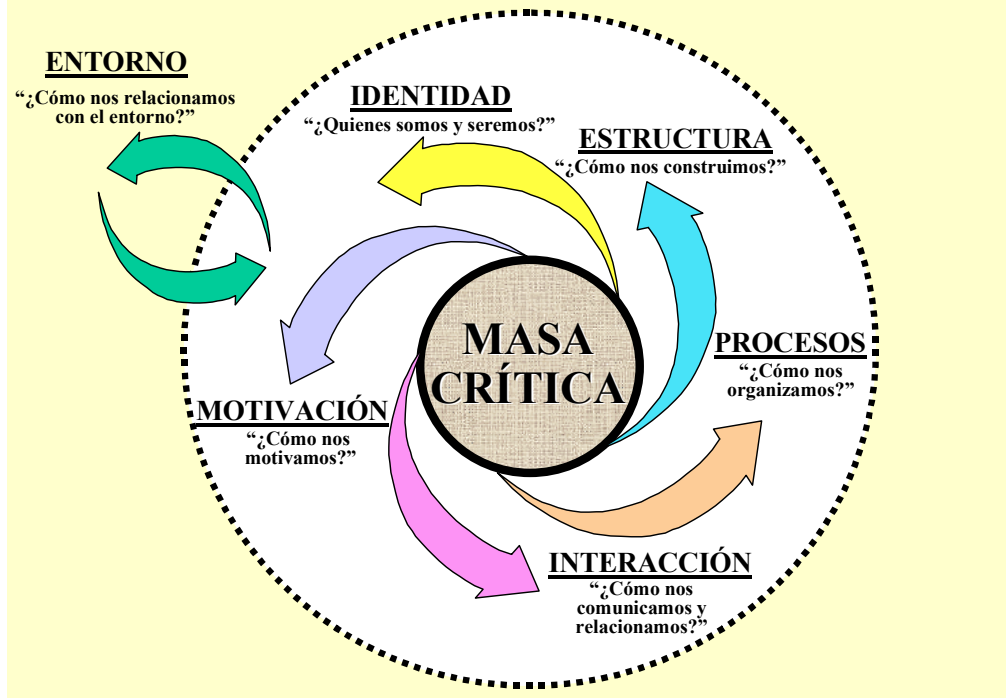 ENTORNO
“¿Cómo nos relacionamos
con el entorno?”
IDENTIDAD
“¿Quienes somos y seremos?”
ESTRUCTURA
“¿Cómo nos construimos?”
MASA
CRÍTICA
PROCESOS
“¿Cómo nos
organizamos?”
MOTIVACIÓN
“¿Cómo nos
motivamos?”
INTERACCIÓN
“¿Cómo nos
comunicamos y
relacionamos?”